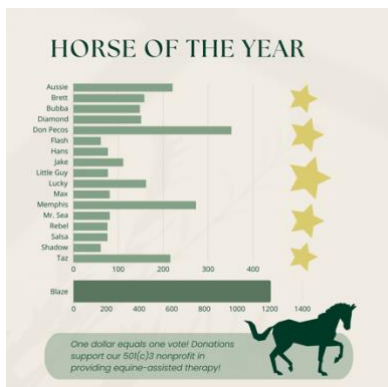 HORSE OF THE YEAR
Aussie
Brett
Bubba
Diamond
Don Pecos
Flash
Hans
Jake
Little Guy
Lucky
Max
Memphis
Mr. Sea
Rebel
Salsa
Shadow
Taz
0 100 200 300 400
Blaze
0 200 400 600 800 1000 1200 1400
One dollar equals one vote! Donations
support our 501(c)3 nonprofit in
providing equine-assisted therapy!